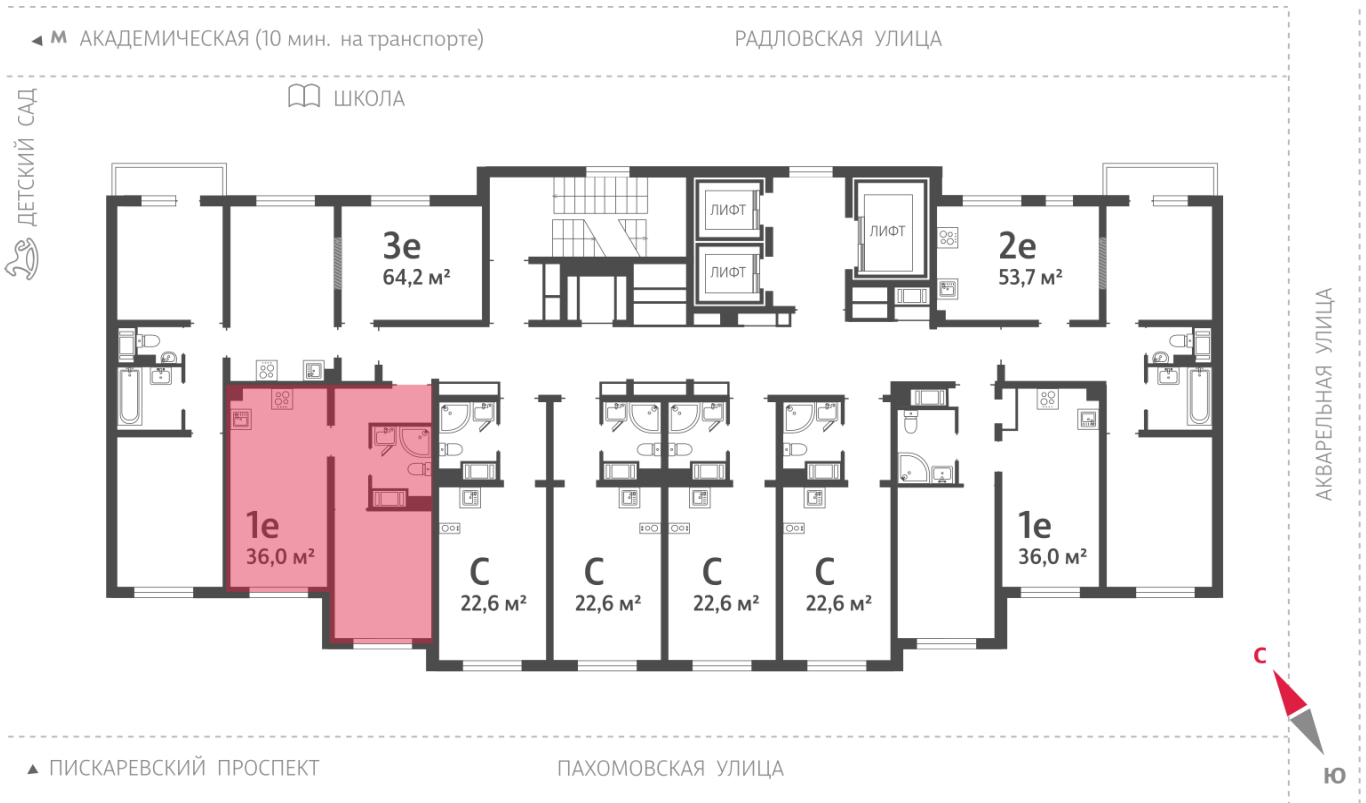 М АКАДЕМИЧЕСКАЯ (10 мин. на транспорте)
РАДЛОВСКАЯ УЛИЦА
ШКОЛА
ДЕТСКИЙ САД
ЛИФТ
ЛИФТ
ЛИФТ
3е
64,2 м²
2е
53,7 м²
АКВАРЕЛЬНАЯ УЛИЦА
1е
36,0 м²
С
22,6 м²
С
22,6 м²
С
22,6 м²
С
22,6 м²
1е
36,0 м²
С
Ю
ПИСКАРЕВСКИЙ ПРОСПЕКТ
ПАХОМОВСКАЯ УЛИЦА